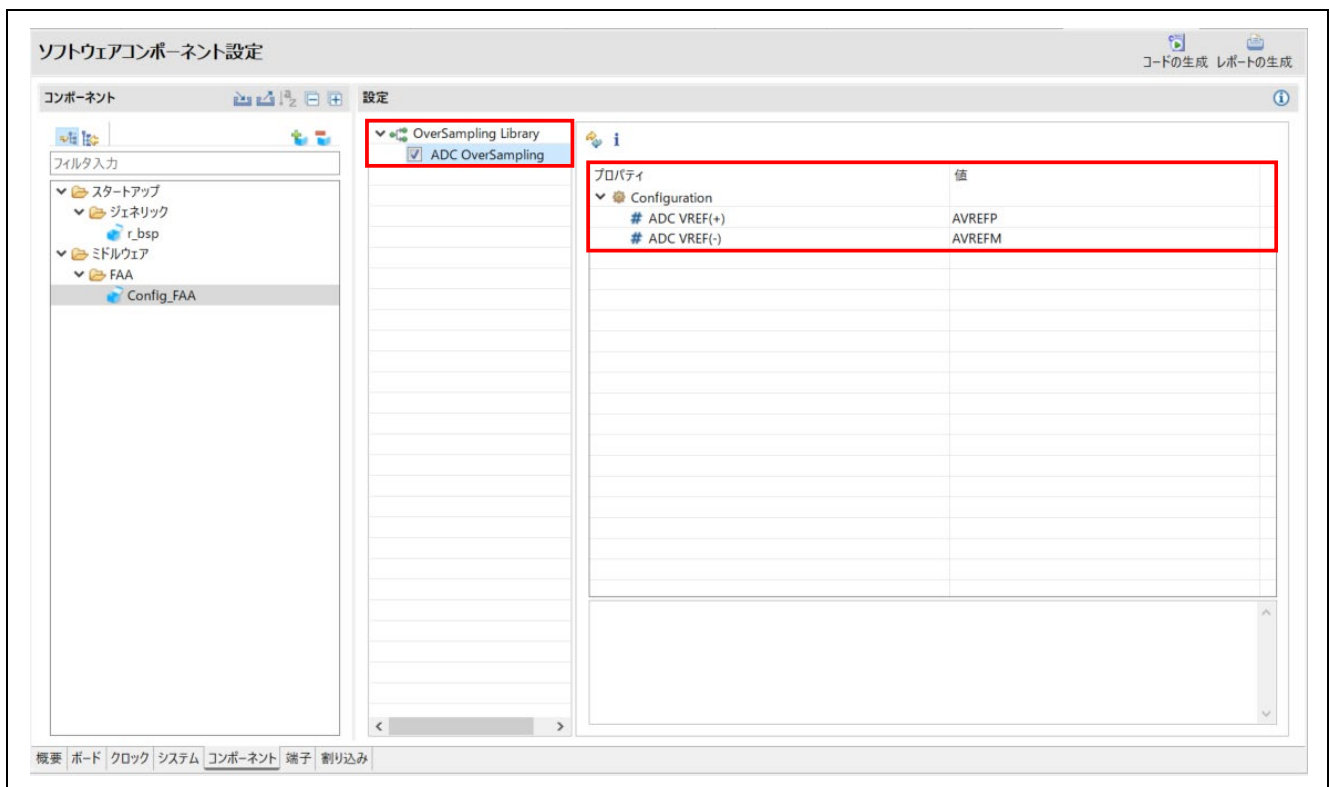 ソフトウェアコンポーネント設定
コードの生成 レポートの生成
コンポーネント
フィルタ入力
スタートアップ
ジェネリック
r_bsp
ミドルウェア
FAA
Config_FAA
設定
OverSampling Library
ADC OverSampling
プロパティ 値
Configuration
# ADC VREF(+) AVREFP
# ADC VREF(-) AVREFM
概要 ボード クロック システム コンポーネント 端子 割り込み